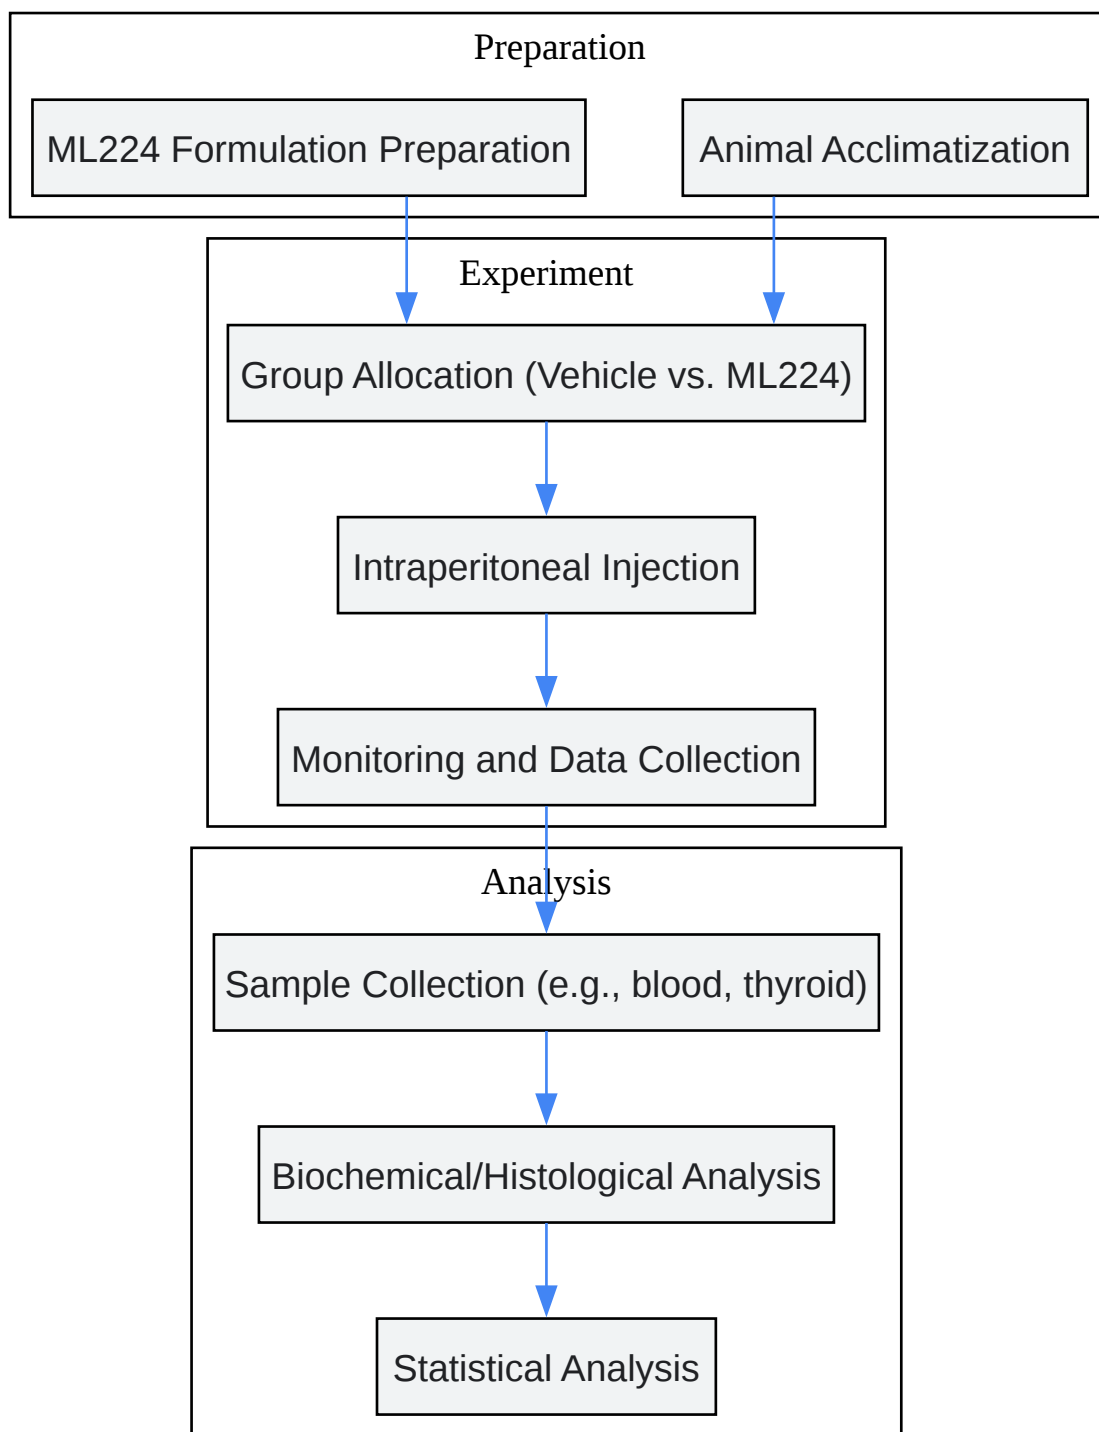 Preparation
ML224 Formulation Preparation
Animal Acclimatization
Experiment
Group Allocation (Vehicle vs. ML224)
Intraperitoneal Injection
Monitoring and Data Collection
Analysis
Sample Collection (e.g., blood, thyroid)
Biochemical/Histological Analysis
Statistical Analysis